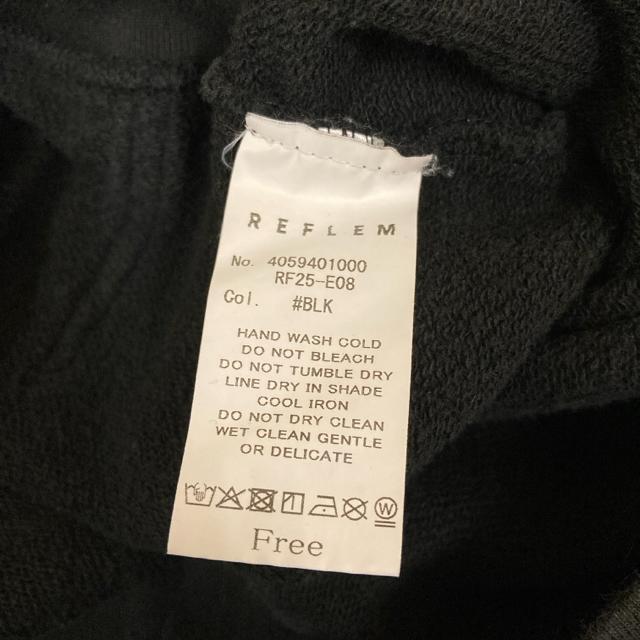 REFLEM
No. 4059401000
RF25-E08
Col. #BLK
HAND WASH COLD
DO NOT BLEACH
DO NOT TUMBLE DRY
LINE DRY IN SHADE
COOL IRON
DO NOT DRY CLEAN
WET CLEAN GENTLE
OR DELICATE
W
Free